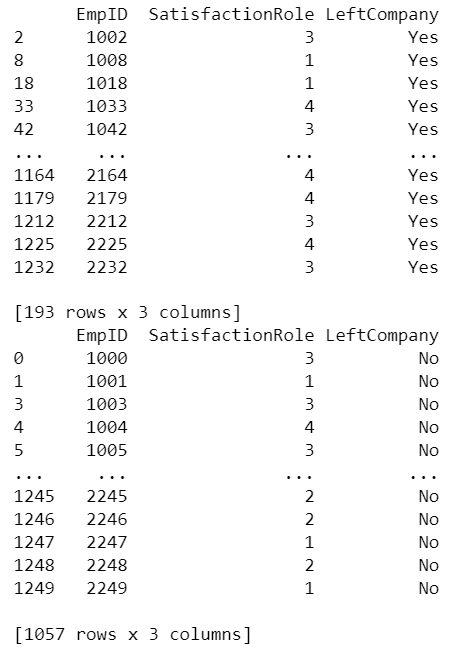 EmpID SatisfactionRole LeftCompany
2 1002 3 Yes
8 1008 1 Yes
18 1018 1 Yes
33 1033 4 Yes
42 1042 3 Yes
... ... ... ...
1164 2164 4 Yes
1179 2179 4 Yes
1212 2212 3 Yes
1225 2225 4 Yes
1232 2232 3 Yes
[193 rows x 3 columns]
EmpID SatisfactionRole LeftCompany
0 1000 3 No
1 1001 1 No
3 1003 3 No
4 1004 4 No
5 1005 3 No
... ... ... ...
1245 2245 2 No
1246 2246 2 No
1247 2247 1 No
1248 2248 2 No
1249 2249 1 No
[1057 rows x 3 columns]